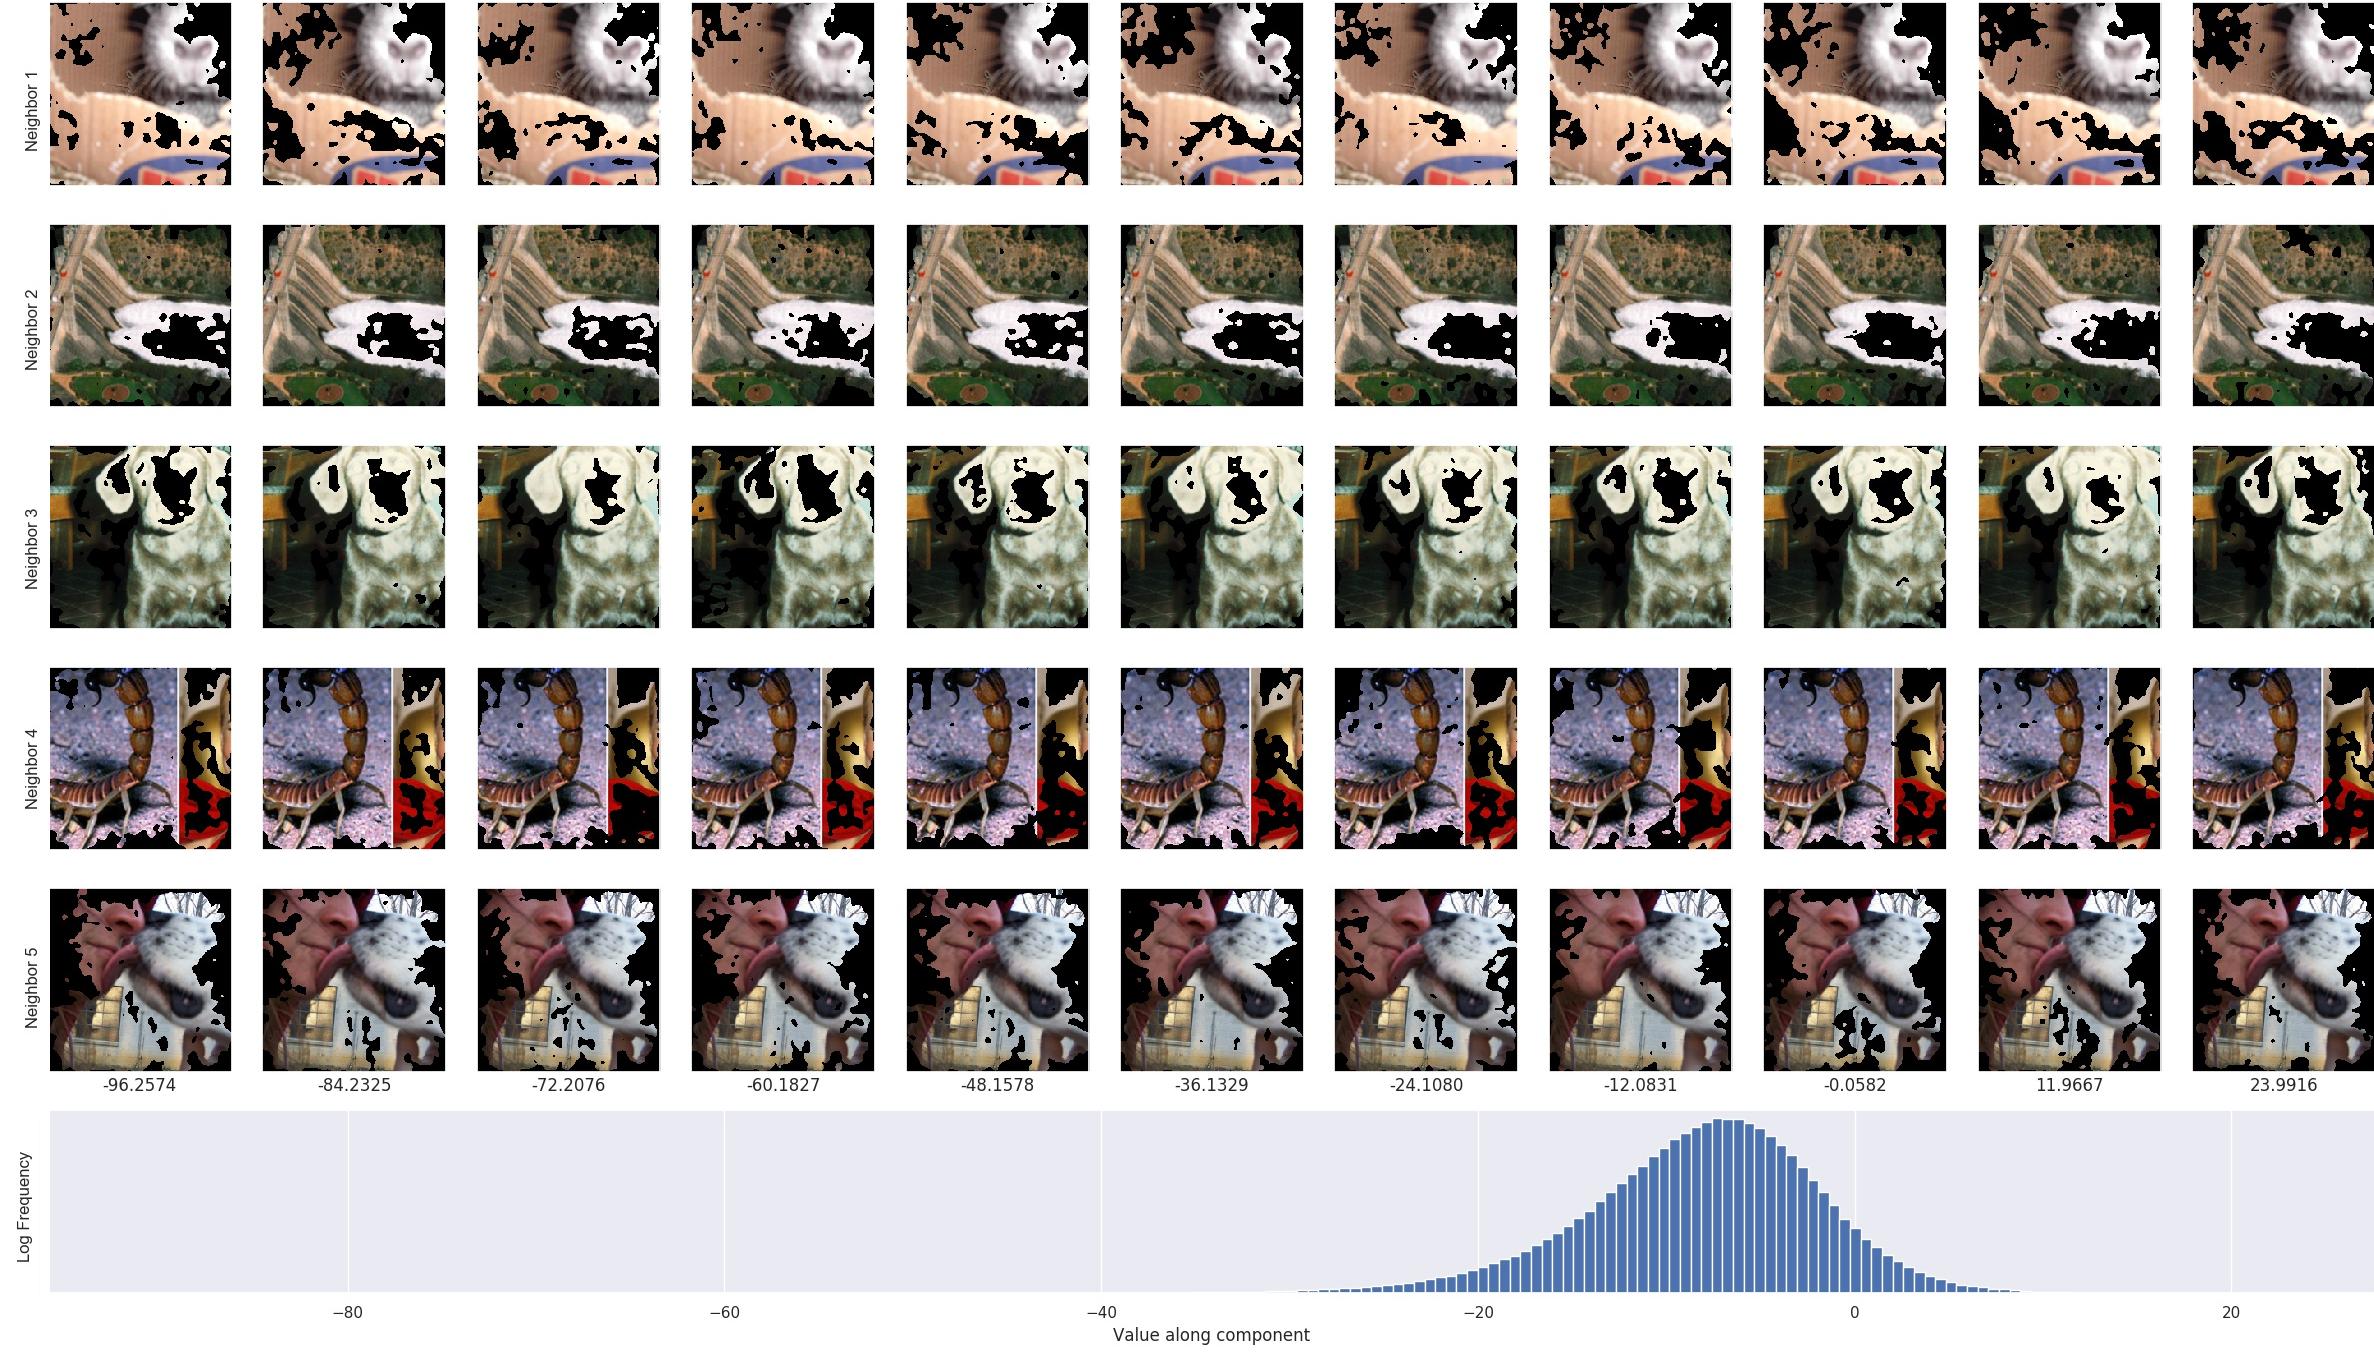 Neighbor 1
Neighbor 2
Neighbor 3
Neighbor 4
Neighbor 5
-96.2574 -84.2325 -72.2076 -60.1827 -48.1578 -36.1329 -24.1080 -12.0831 -0.0582 11.9667 23.9916
Log Frequency
−80 −60 −40 −20 0 20
Value along component